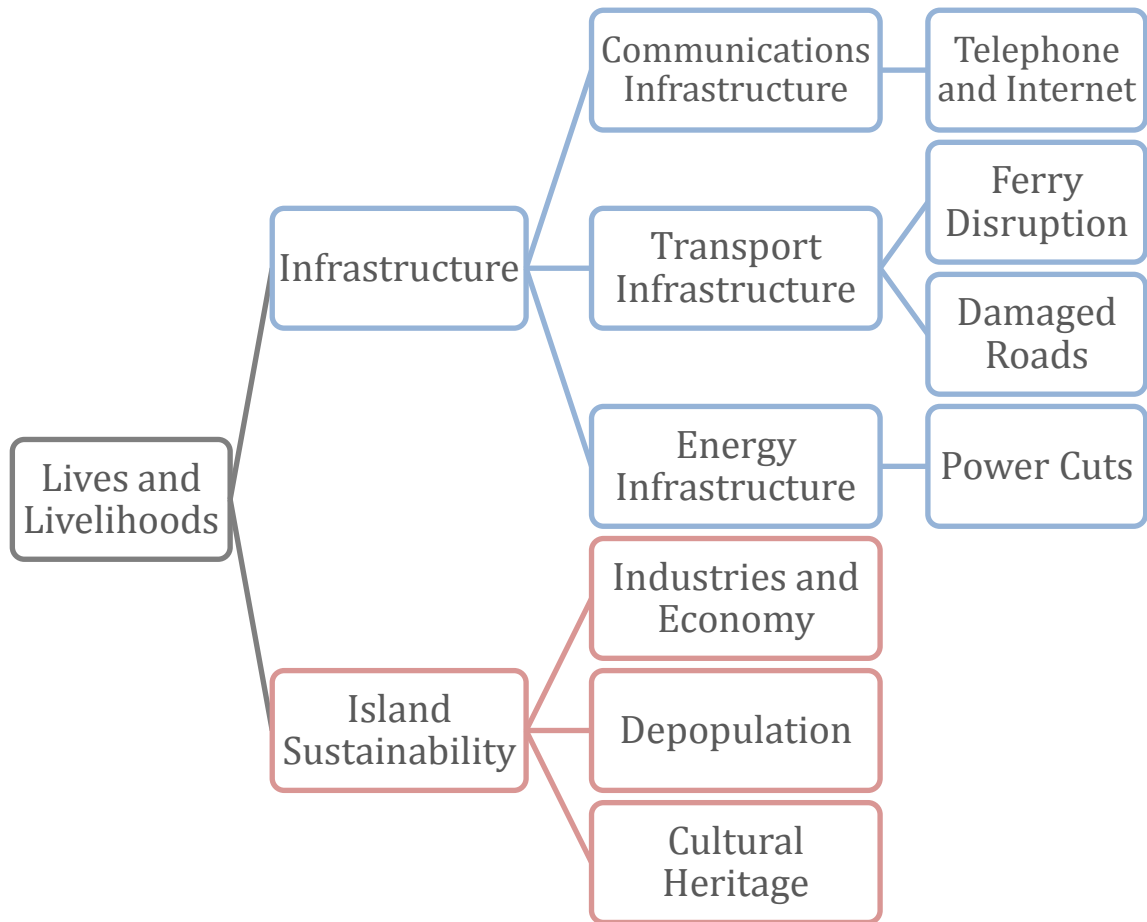 Communications
Infrastructure
Telephone
and Internet
Ferry
Disruption
Infrastructure
Transport
Infrastructure
Damaged
Roads
Energy
Infrastructure
Power Cuts
Lives and
Livelihoods
Industries and
Economy
Island
Sustainability
Depopulation
Cultural
Heritage